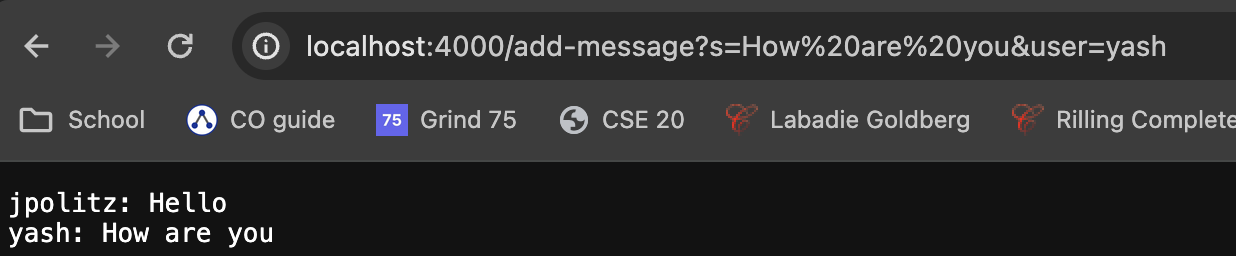 localhost:4000/add-message?s=How%20are%20you&user=yash
School CO guide 75 Grind 75 CSE 20 Labadie Goldberg Rilling Complete
jpolitz: Hello
yash: How are you